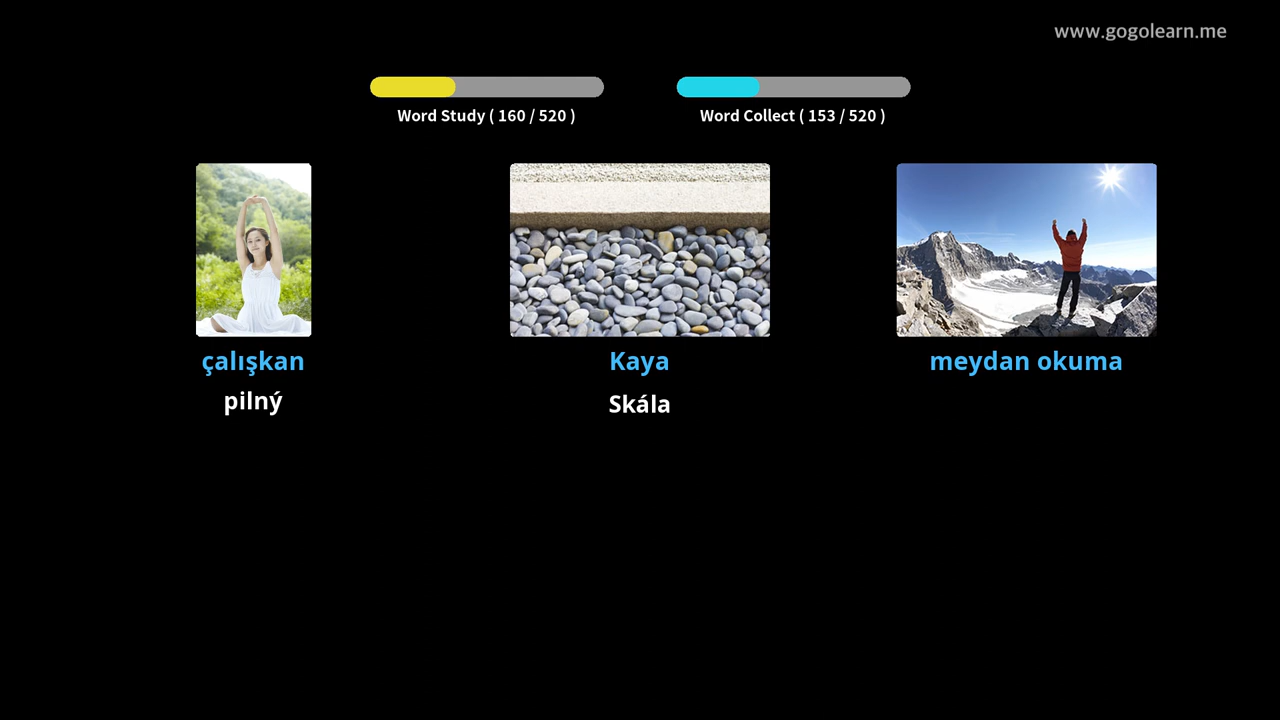 www.gogolearn.me
Word Study ( 160 / 520 )
Word Collect ( 153 / 520 )
çalışkan
Kaya
meydan okuma
pilný
Skála